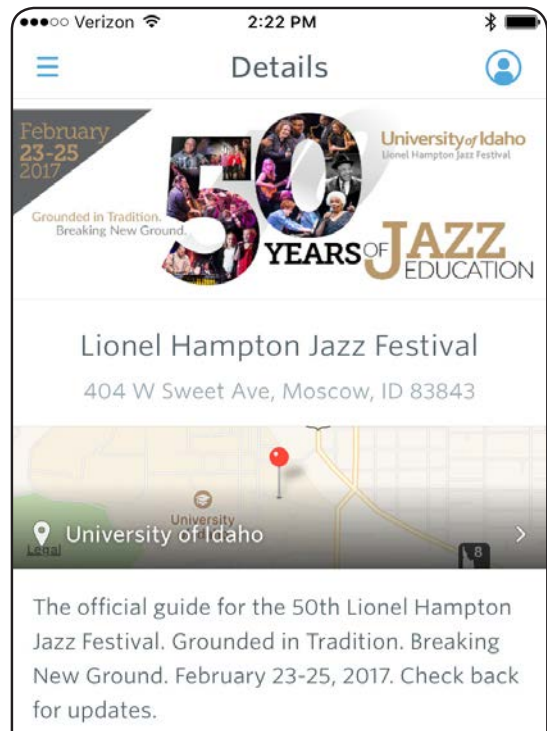 Verizon 2:22 PM
Details
February
23-25
2017
University of Idaho
Lionel Hampton Jazz Festival
Grounded in Tradition.
Breaking New Ground.
50
YEARS OF JAZZ
EDUCATION
Lionel Hampton Jazz Festival
404 W Sweet Ave, Moscow, ID 83843
University
University of Idaho
Legal
8
The official guide for the 50th Lionel Hampton
Jazz Festival. Grounded in Tradition. Breaking
New Ground. February 23-25, 2017. Check back
for updates.